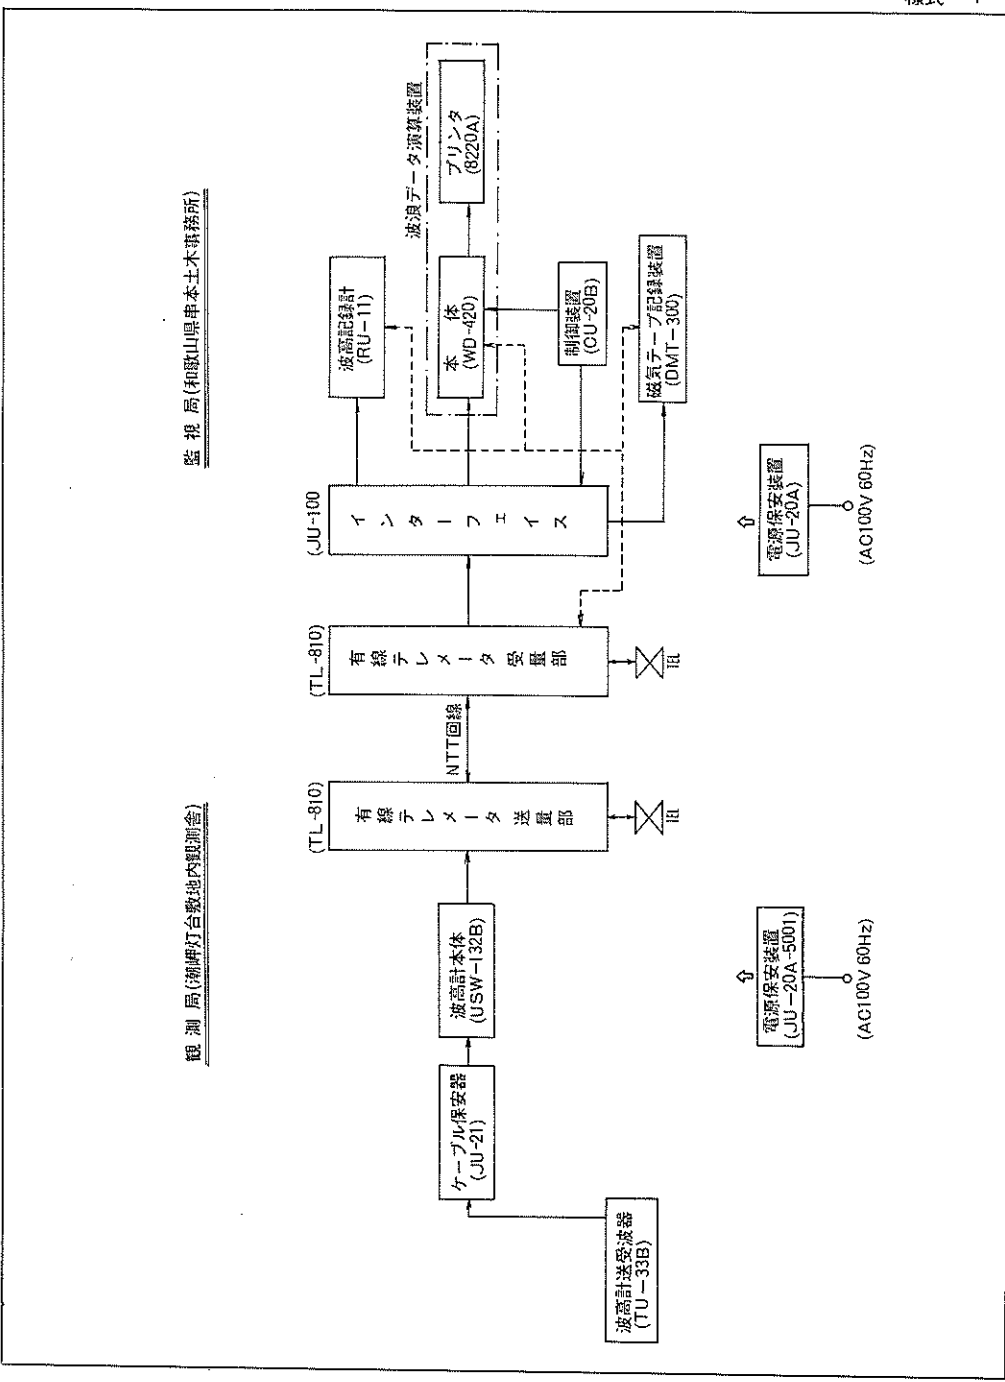 観 測 局(潮岬灯台敷地内観測舎)
監 視 局(和歌山県串本土木事務所)
波高計送受波器
(TU-33B)
ケーブル保安器
(JU-21)
波高計本体
(USW-132B)
(TL-810)
有線テレメータ送量部
TEL
NTT回線
(TL-810)
有線テレメータ受量部
TEL
(JU-100
インターフェイス
波高記録計
(RU-11)
波浪データ演算装置
本 体
(WD-420)
プリンタ
(8220A)
制御装置
(CU-20B)
磁気テープ記録装置
(DMT-300)
電源保安装置
(JU-20A-5001)
(AC100V 60Hz)
電源保安装置
(JU-20A)
(AC100V 60Hz)